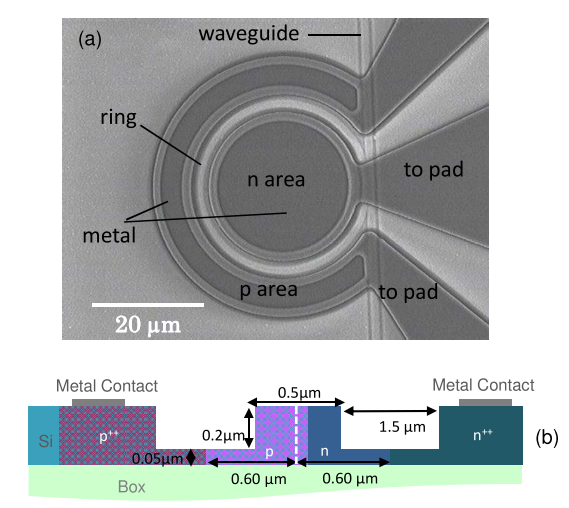 (a)
waveguide
ring
n area
to pad
metal
p area
to pad
20 μm
Metal Contact
Metal Contact
0.5μm
Si
p++
0.2μm
1.5 μm
n++
(b)
0.05μm
p
n
0.60 μm
0.60 μm
Box